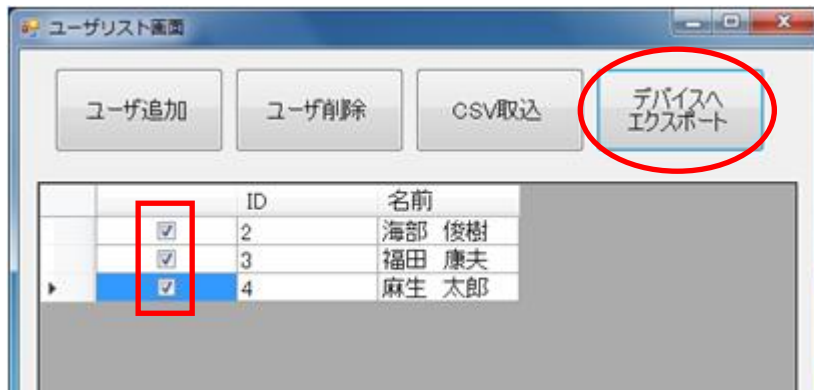 ユーザリスト画面
ユーザ追加
ユーザ削除
CSV取込
デバイスへ
エクスポート
ID 名前
2 海部 俊樹
3 福田 康夫
4 麻生 太郎